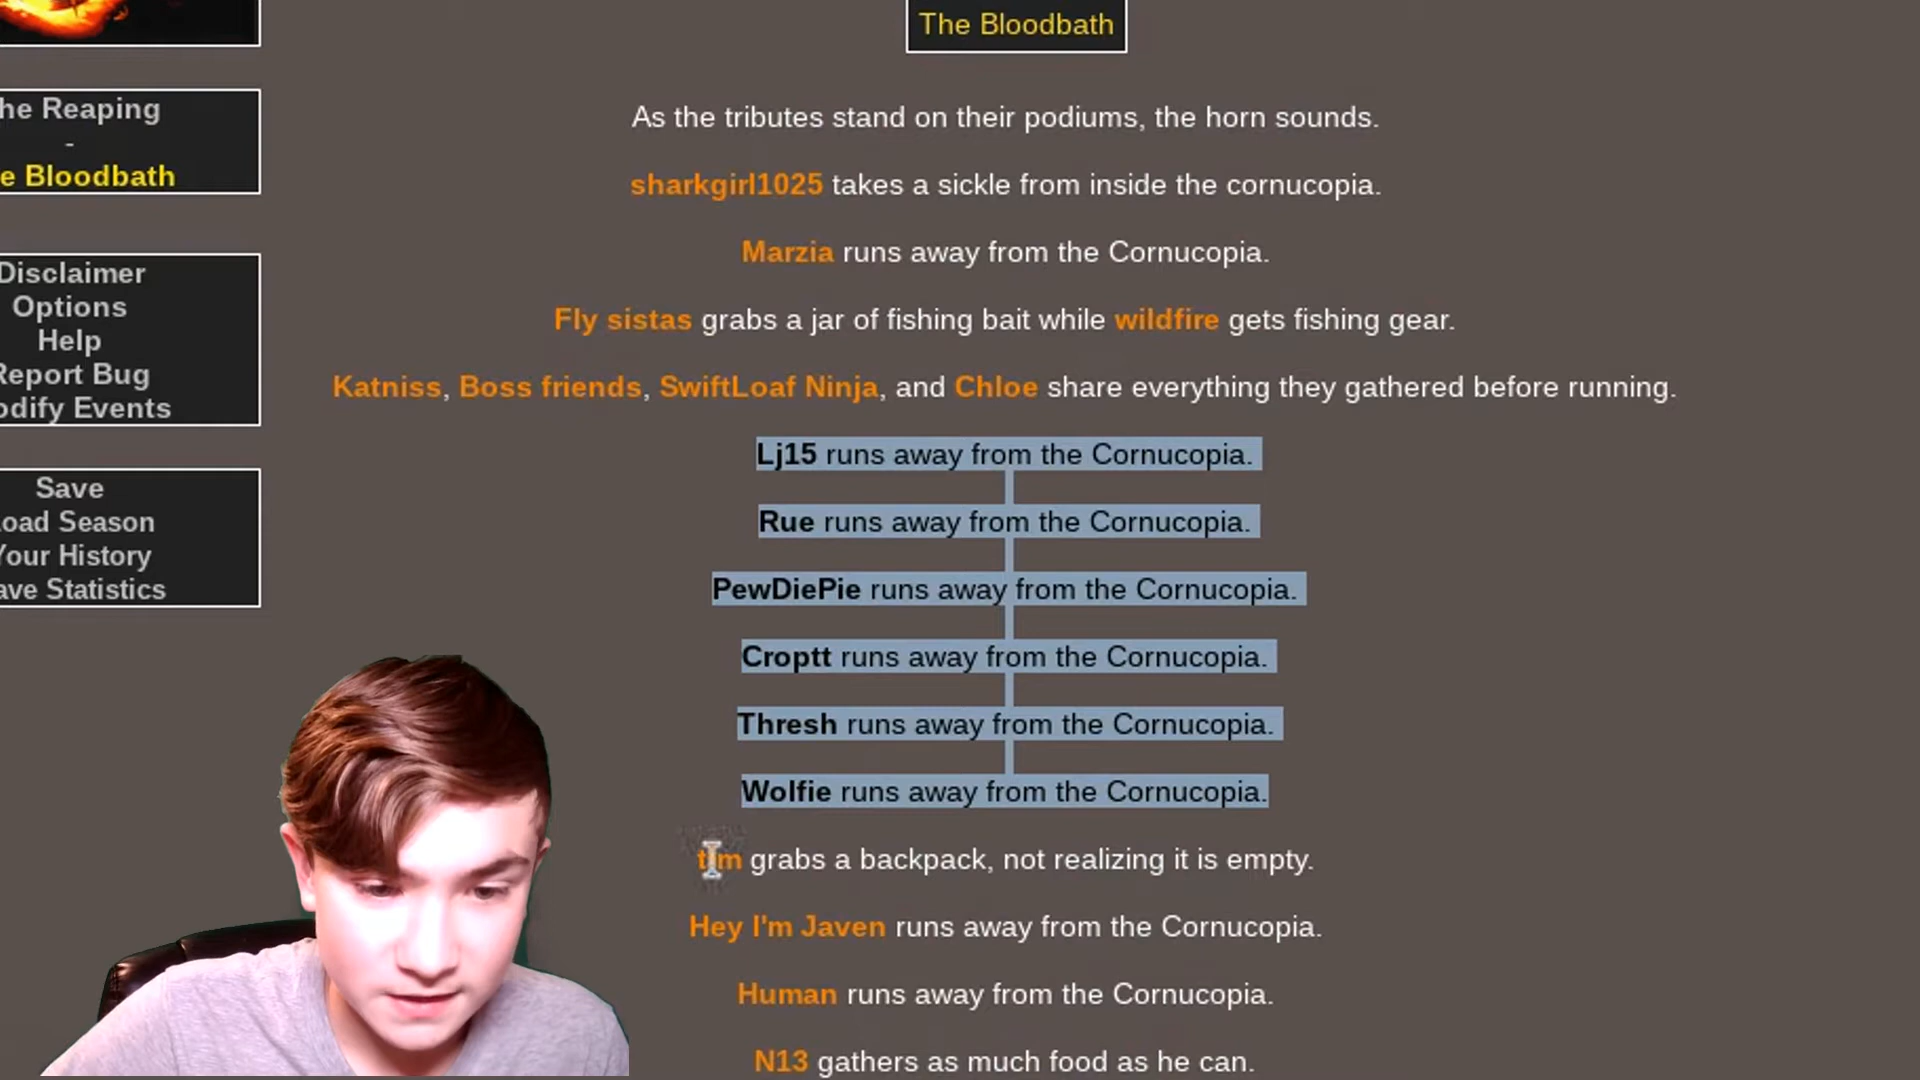 The Bloodbath
he Reaping
-
e Bloodbath
Disclaimer
Options
Help
Report Bug
odify Events
Save
oad Season
Your History
ave Statistics
As the tributes stand on their podiums, the horn sounds.
sharkgirl1025 takes a sickle from inside the cornucopia.
Marzia runs away from the Cornucopia.
Fly sistas grabs a jar of fishing bait while wildfire gets fishing gear.
Katniss, Boss friends, SwiftLoaf Ninja, and Chloe share everything they gathered before running.
Lj15 runs away from the Cornucopia.
Rue runs away from the Cornucopia.
PewDiePie runs away from the Cornucopia.
Croptt runs away from the Cornucopia.
Thresh runs away from the Cornucopia.
Wolfie runs away from the Cornucopia.
grabs a backpack, not realizing it is empty.
Hey I'm Javen runs away from the Cornucopia.
Human runs away from the Cornucopia.
N13 gathers as much food as he can.